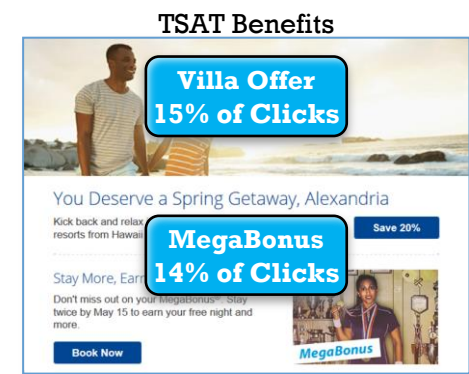 TSAT Benefits
Villa Offer
15% of Clicks
You Deserve a Spring Getaway, Alexandria
Kick back and relax
resorts from Hawaii
Save 20%
MegaBonus
14% of Clicks
Stay More, Earn
Don't miss out on your MegaBonus®. Stay
twice by May 15 to earn your free night and
more.
Book Now
MegaBonus